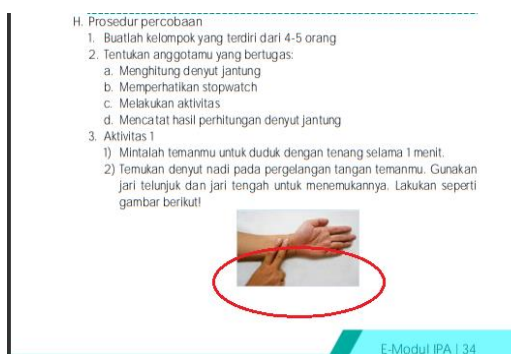 H. Prosedur percobaan
1. Buatlah kelompok yang terdiri dari 4-5 orang
2. Tentukan anggotamu yang bertugas:
a. Menghitung denyut jantung
b. Memperhatikan stopwatch
c. Melakukan aktivitas
d. Mencatat hasil perhitungan denyut jantung
3. Aktivitas 1
1) Mintalah temanmu untuk duduk dengan tenang selama 1 menit.
2) Temukan denyut nadi pada pergelangan tangan temanmu. Gunakan
jari telunjuk dan jari tengah untuk menemukannya. Lakukan seperti
gambar berikut!
E-Modul IPA | 34